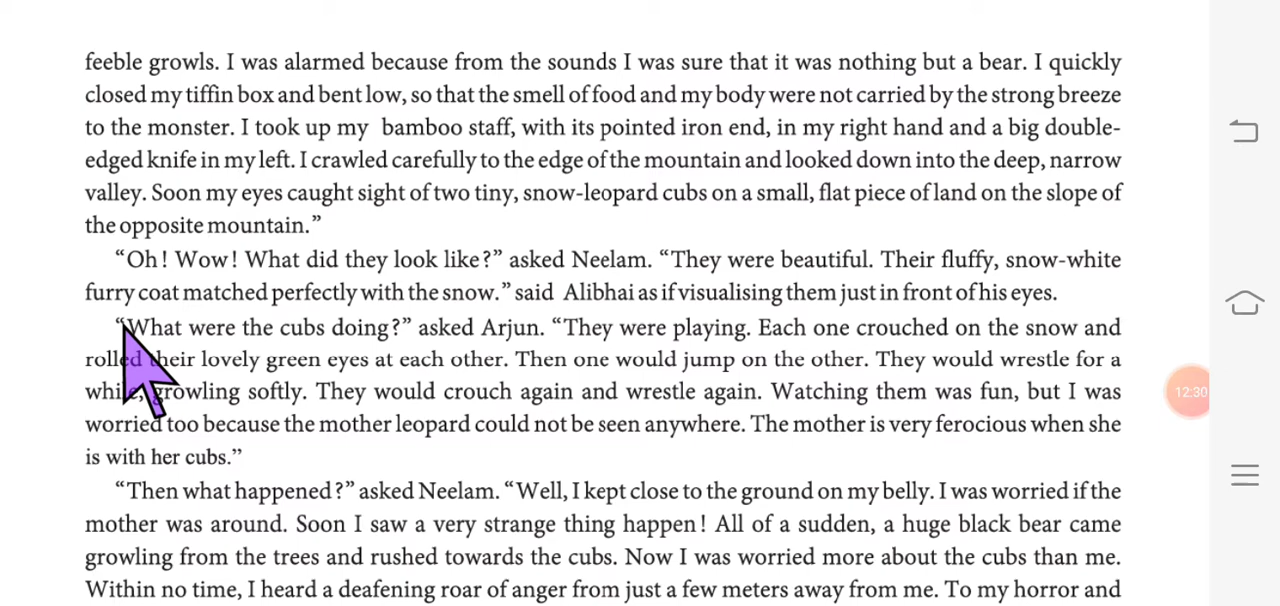 feeble growls. I was alarmed because from the sounds I was sure that it was nothing but a bear. I quickly
closed my tiffin box and bent low, so that the smell of food and my body were not carried by the strong breeze
to the monster. I took up my bamboo staff, with its pointed iron end, in my right hand and a big double-
edged knife in my left. I crawled carefully to the edge of the mountain and looked down into the deep, narrow
valley. Soon my eyes caught sight of two tiny, snow-leopard cubs on a small, flat piece of land on the slope of
the opposite mountain.”
“Oh! Wow! What did they look like?” asked Neelam. “They were beautiful. Their fluffy, snow-white
furry coat matched perfectly with the snow.” said Alibhai as if visualising them just in front of his eyes.
“What were the cubs doing?” asked Arjun. “They were playing. Each one crouched on the snow and
rolled their lovely green eyes at each other. Then one would jump on the other. They would wrestle for a
while, growling softly. They would crouch again and wrestle again. Watching them was fun, but I was
worried too because the mother leopard could not be seen anywhere. The mother is very ferocious when she
is with her cubs.”
“Then what happened?” asked Neelam. “Well, I kept close to the ground on my belly. I was worried if the
mother was around. Soon I saw a very strange thing happen! All of a sudden, a huge black bear came
growling from the trees and rushed towards the cubs. Now I was worried more about the cubs than me.
Within no time, I heard a deafening roar of anger from just a few meters away from me. To my horror and
12:30